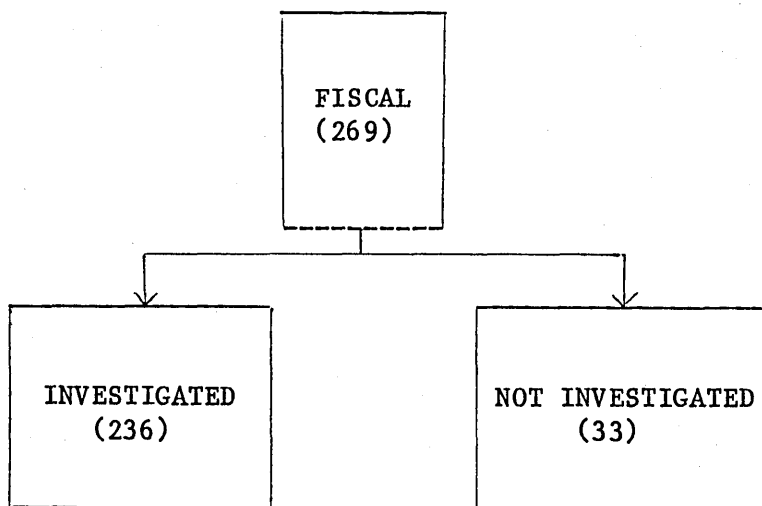 FISCAL
(269)
INVESTIGATED
(236)
NOT INVESTIGATED
(33)